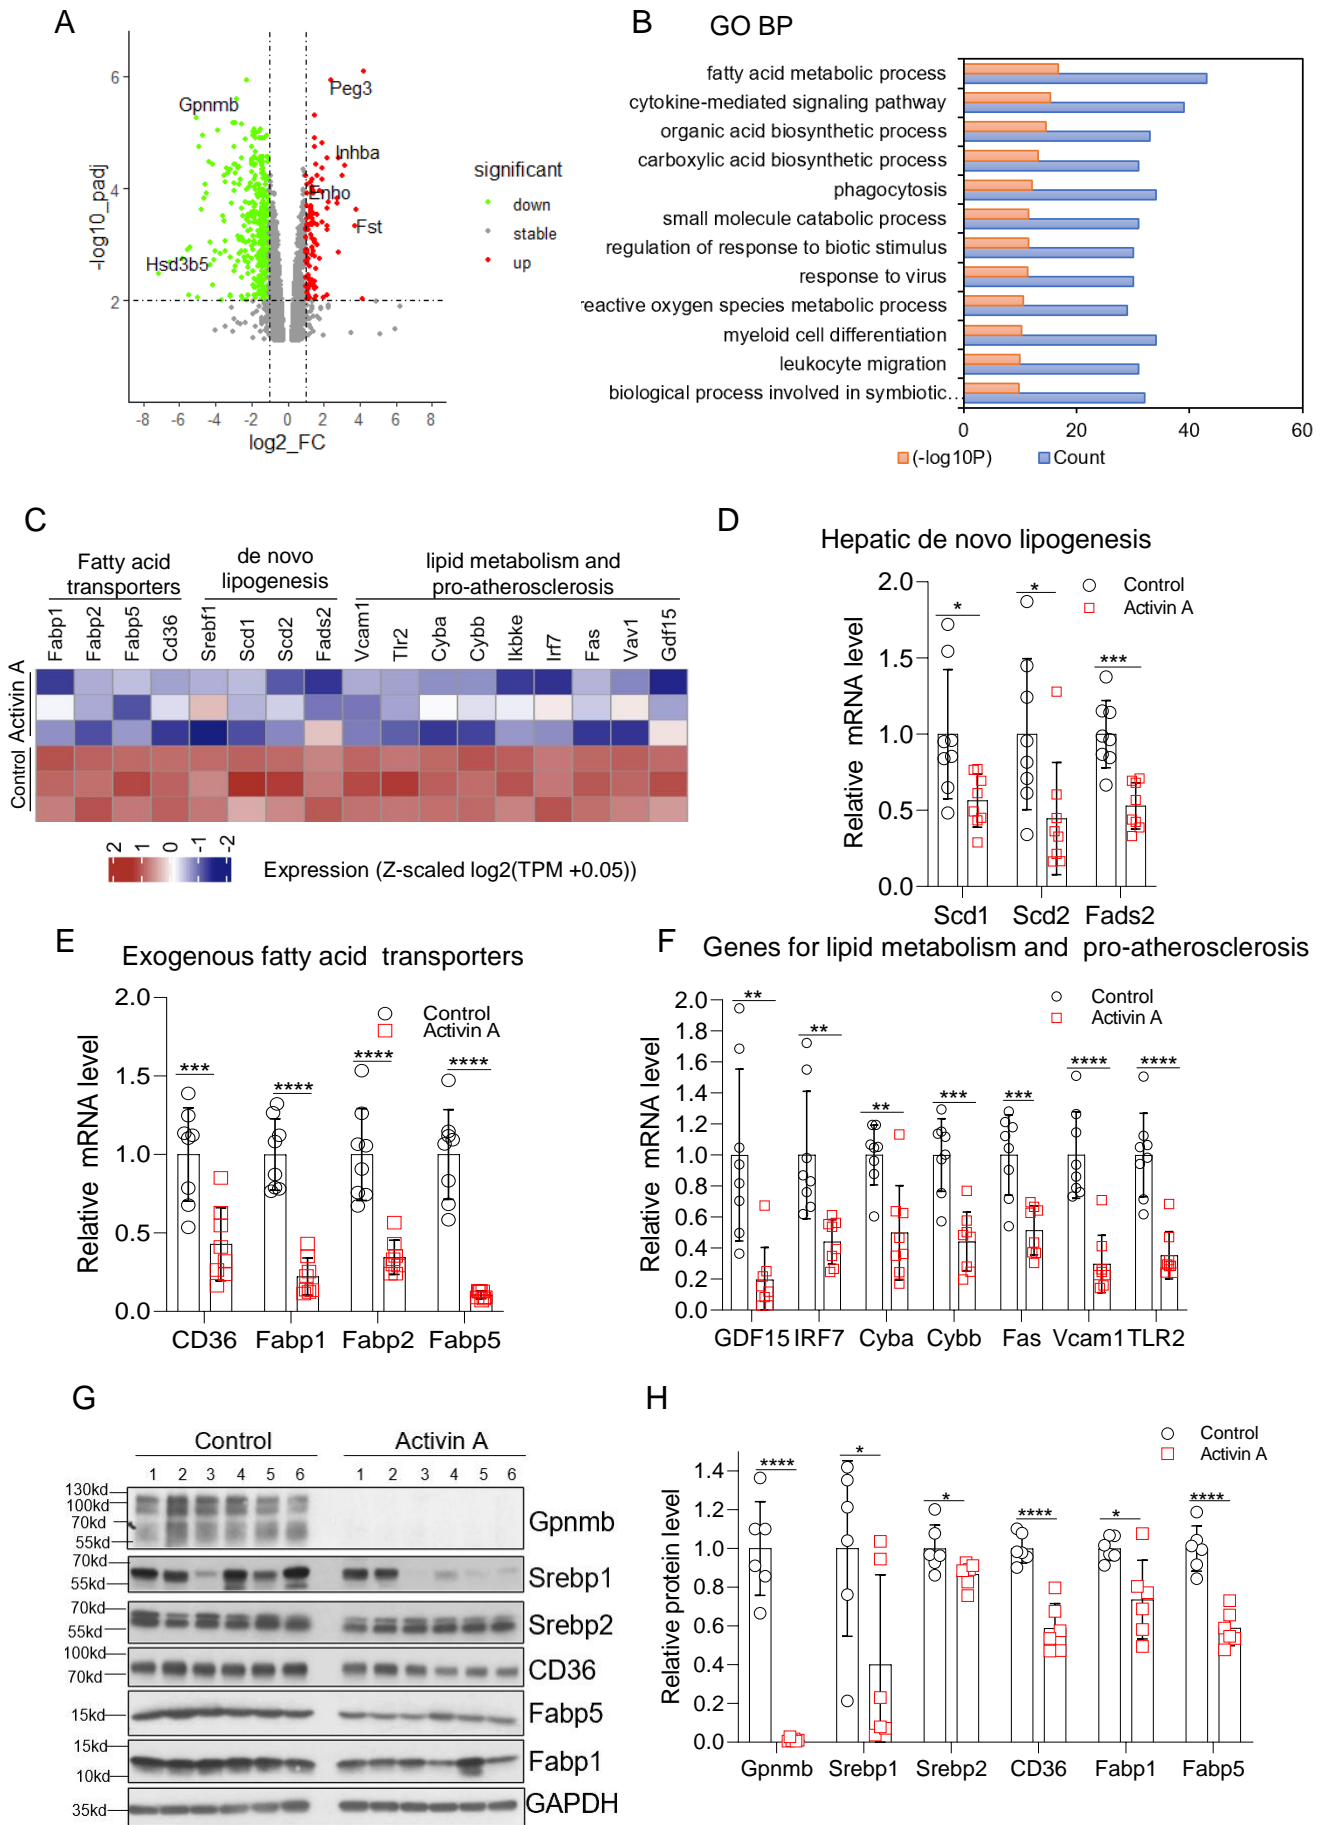 A
6
4
2
-8 -6 -4 -2 0 2 4 6 8
-log10_padj
log2_FC
Gpnmb
Peg3
Inhba
Enho
Fst
Hsd3b5
significant
down
stable
up
B GO BP
fatty acid metabolic process
cytokine-mediated signaling pathway
organic acid biosynthetic process
carboxylic acid biosynthetic process
phagocytosis
small molecule catabolic process
regulation of response to biotic stimulus
response to virus
reactive oxygen species metabolic process
myeloid cell differentiation
leukocyte migration
biological process involved in symbiotic…
0 20 40 60
(-log10P) Count
C
Fatty acid
transporters
de novo
lipogenesis
lipid metabolism and
pro-atherosclerosis
Fabp1 Fabp2 Fabp5 Cd36 Srebf1 Scd1 Scd2 Fads2 Vcam1 Tlr2 Cyba Cybb Ikbke Irf7 Fas Vav1 Gdf15
Activin A
Control
2 1 0 -1 -2
Expression (Z-scaled log2(TPM +0.05))
D
Hepatic de novo lipogenesis
Control
Activin A
Relative mRNA level
2.0
1.5
1.0
0.5
0.0
* * ***
Scd1 Scd2 Fads2
E
Exogenous fatty acid transporters
Control
Activin A
Relative mRNA level
2.0
1.5
1.0
0.5
0.0
*** **** **** ****
CD36 Fabp1 Fabp2 Fabp5
F
Genes for lipid metabolism and pro-atherosclerosis
Control
Activin A
Relative mRNA level
2.0
1.8
1.6
1.4
1.2
1.0
0.8
0.6
0.4
0.2
0.0
** ** ** *** *** **** ****
GDF15 IRF7 Cyba Cybb Fas Vcam1 TLR2
G
Control Activin A
1 2 3 4 5 6 1 2 3 4 5 6
130kd
100kd
70kd
55kd
Gpnmb
70kd
55kd
Srebp1
70kd
55kd
Srebp2
100kd
70kd
CD36
15kd
Fabp5
15kd
10kd
Fabp1
35kd
GAPDH
H
Control
Activin A
Relative protein level
1.4
1.2
1.0
0.8
0.6
0.4
0.2
0.0
**** * * **** * ****
Gpnmb Srebp1 Srebp2 CD36 Fabp1 Fabp5